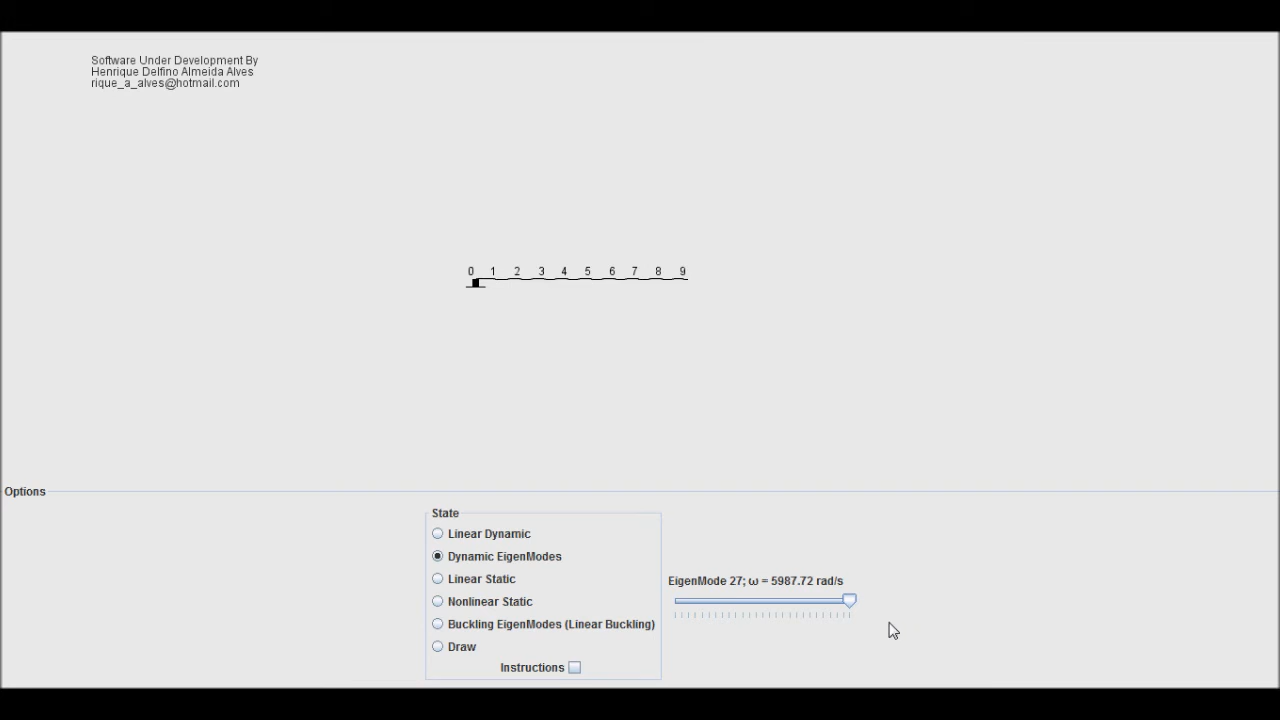 Software Under Development By
Henrique Delfino Almeida Alves
rique_a_alves@hotmail.com
0 1 2 3 4 5 6 7 8 9
Options
State
Linear Dynamic
Dynamic EigenModes
Linear Static
Nonlinear Static
Buckling EigenModes (Linear Buckling)
Draw
Instructions
EigenMode 27; ω = 5987.72 rad/s